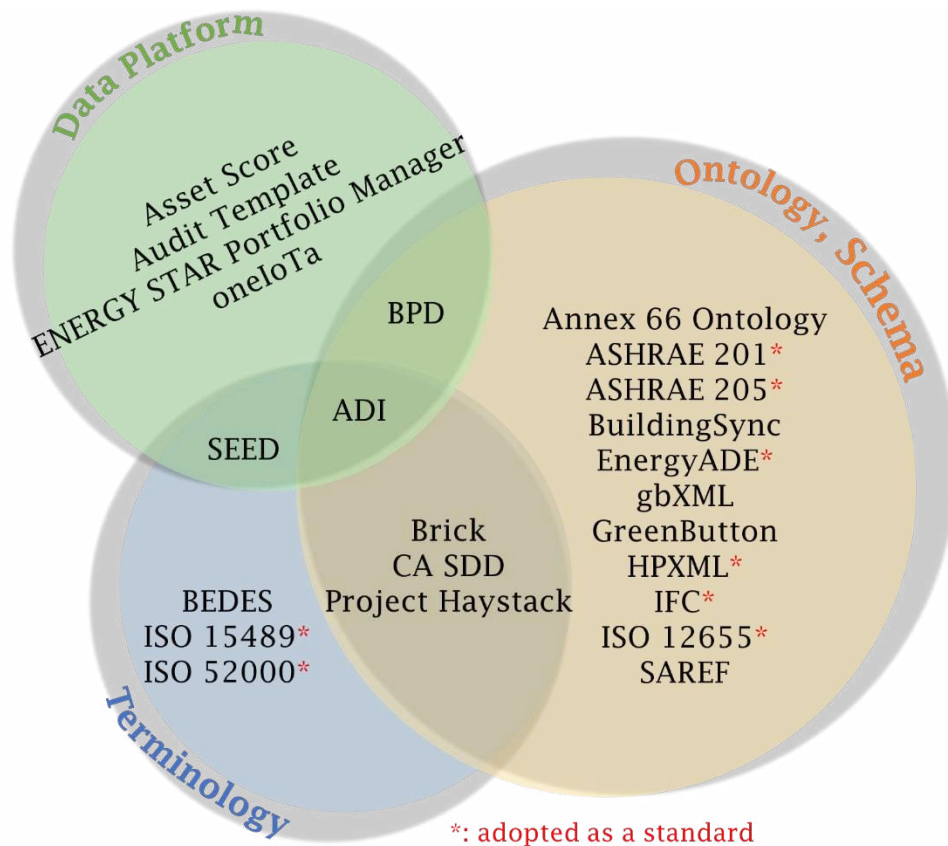 Data Platform
Asset Score
Audit Template
ENERGY STAR Portfolio Manager
oneIoTa
Ontology, Schema
BPD
ADI
SEED
Annex 66 Ontology
ASHRAE 201*
ASHRAE 205*
BuildingSync
EnergyADE*
gbXML
GreenButton
HPXML*
IFC*
ISO 12655*
SAREF
Brick
CA SDD
Project Haystack
BEDES
ISO 15489*
ISO 52000*
Terminology
*: adopted as a standard